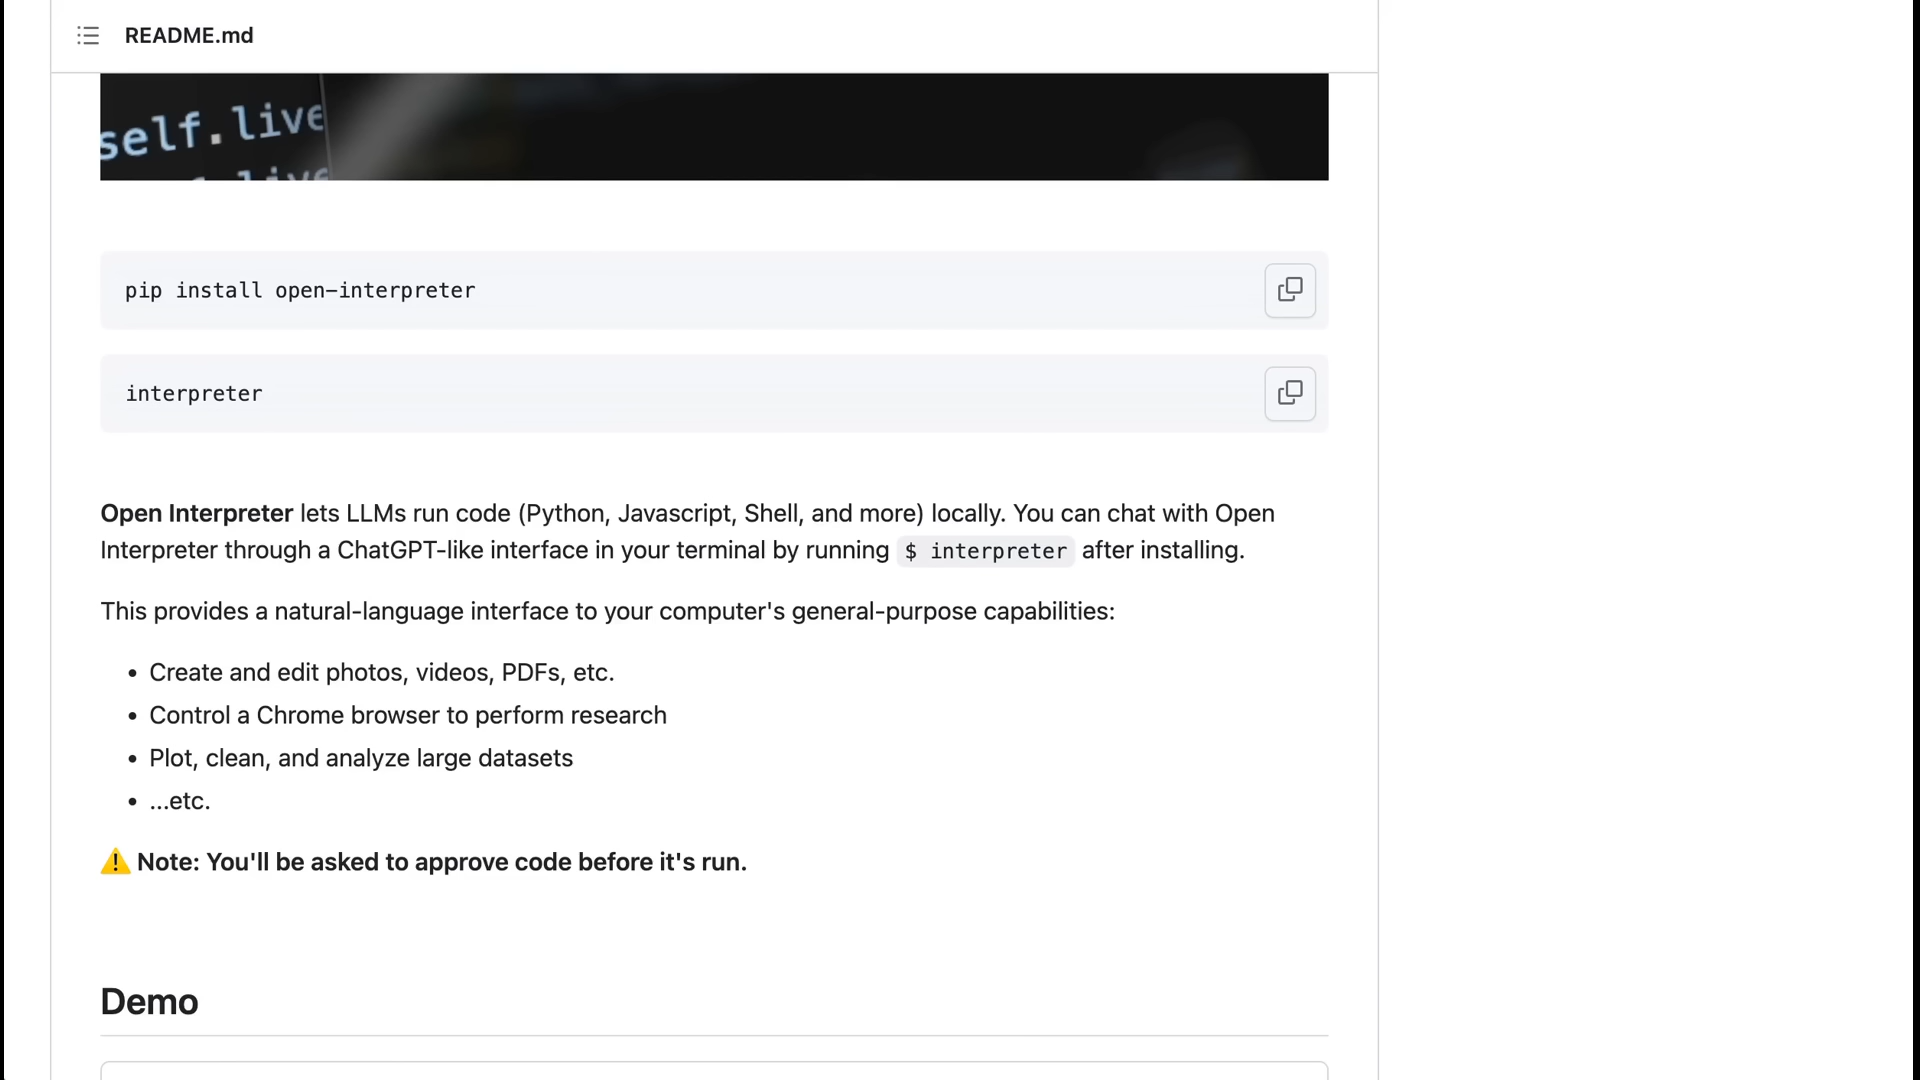 README.md
self.live
pip install open-interpreter
interpreter
Open Interpreter lets LLMs run code (Python, Javascript, Shell, and more) locally. You can chat with Open
Interpreter through a ChatGPT-like interface in your terminal by running $ interpreter after installing.
This provides a natural-language interface to your computer's general-purpose capabilities:
• Create and edit photos, videos, PDFs, etc.
• Control a Chrome browser to perform research
• Plot, clean, and analyze large datasets
• ...etc.
⚠️ Note: You'll be asked to approve code before it's run.
Demo